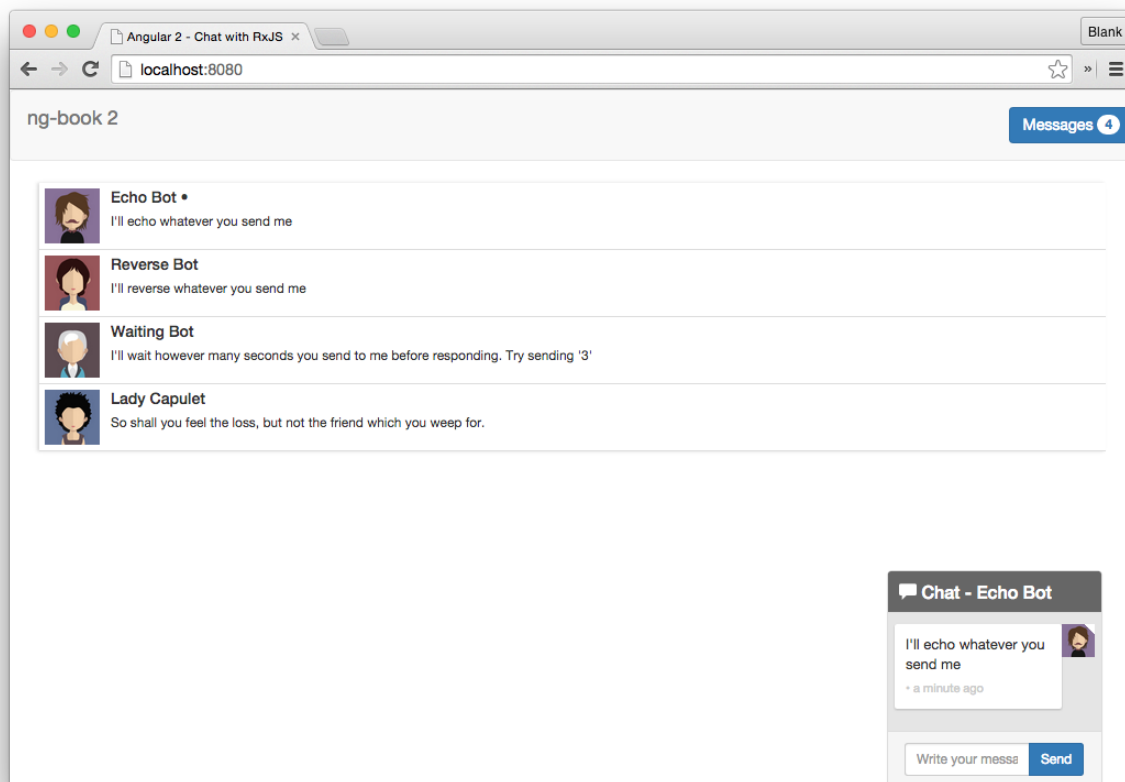 Angular 2 - Chat with RxJS
Blank
localhost:8080
ng-book 2
Messages 4
Echo Bot •
I'll echo whatever you send me
Reverse Bot
I'll reverse whatever you send me
Waiting Bot
I'll wait however many seconds you send to me before responding. Try sending '3'
Lady Capulet
So shall you feel the loss, but not the friend which you weep for.
Chat - Echo Bot
I'll echo whatever you
send me
• a minute ago
Write your messa
Send